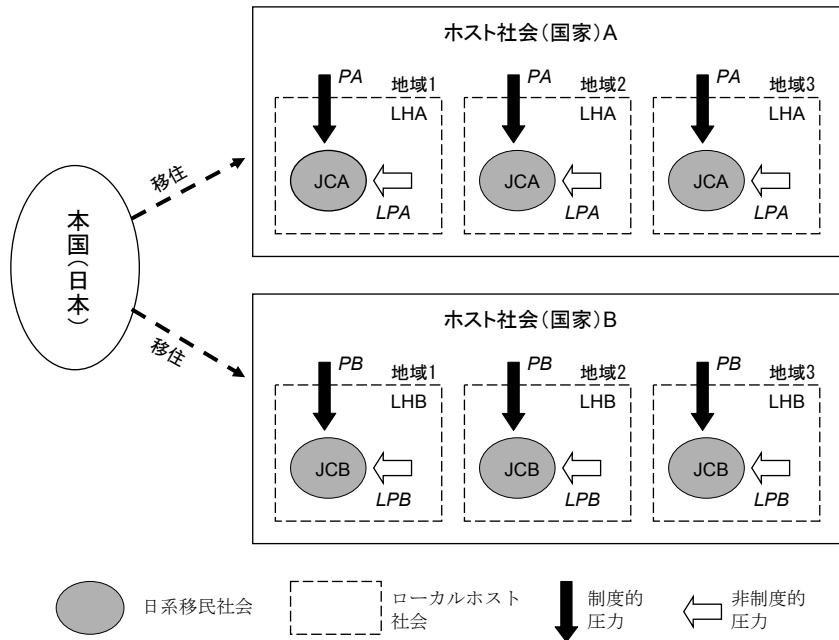 ホスト社会(国家)A
PA 地域1
PA 地域2
PA 地域3
LHA
LHA
LHA
JCA
JCA
JCA
LPA
LPA
LPA
移住
本国(日本)
移住
ホスト社会(国家)B
PB 地域1
PB 地域2
PB 地域3
LHB
LHB
LHB
JCB
JCB
JCB
LPB
LPB
LPB
日系移民社会
ローカルホスト
社会
制度的
圧力
非制度的
圧力